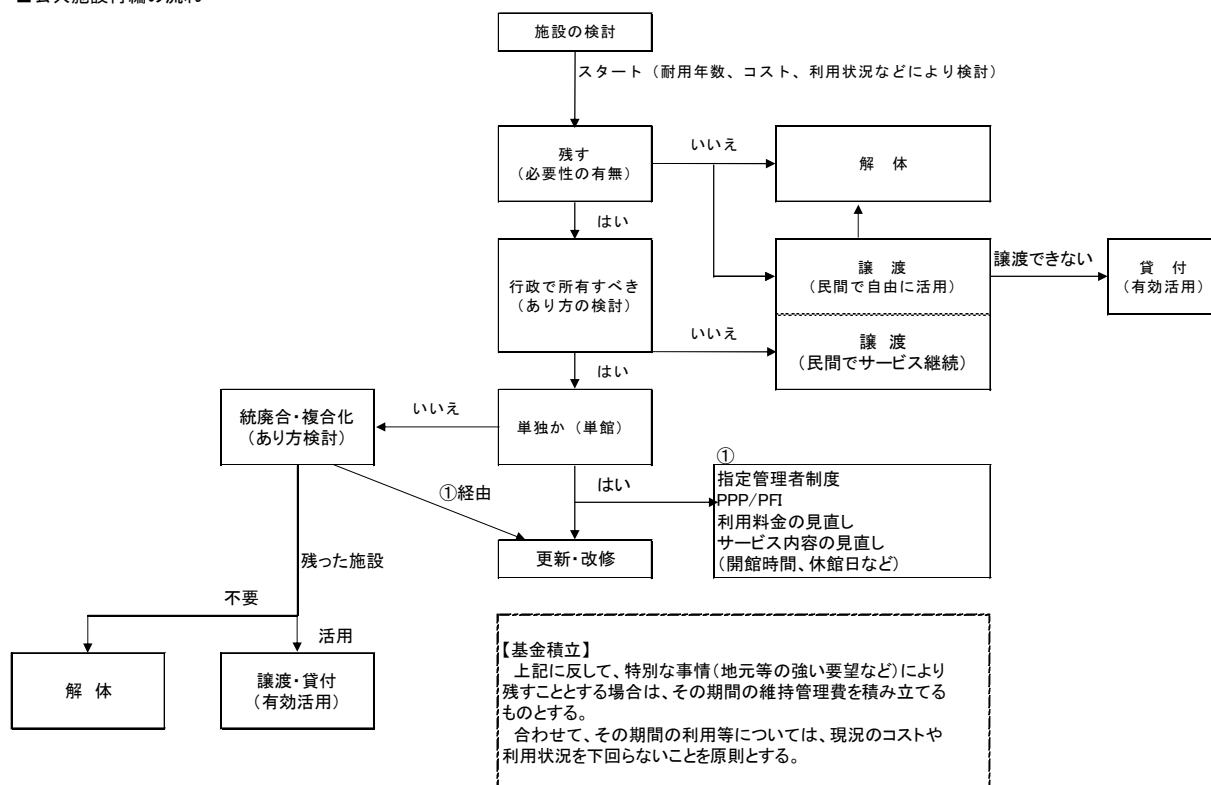 施設の検討
スタート（耐用年数、コスト、利用状況などにより検討）
残す
（必要性の有無）
いいえ
解　体
はい
行政で所有すべき
（あり方の検討）
譲　渡
（民間で自由に活用）
譲渡できない
貸　付
（有効活用）
いいえ
譲　渡
（民間でサービス継続）
はい
統廃合・複合化
（あり方検討）
いいえ
単独か（単館）
①経由
はい
①
指定管理者制度
PPP/PFI
利用料金の見直し
サービス内容の見直し
（開館時間、休館日など）
更新・改修
残った施設
不要
活用
解　体
譲渡・貸付
（有効活用）
【基金積立】
　上記に反して、特別な事情（地元等の強い要望など）により
残すこととする場合は、その期間の維持管理費を積み立てる
ものとする。
　合わせて、その期間の利用等については、現況のコストや
利用状況を下回らないことを原則とする。